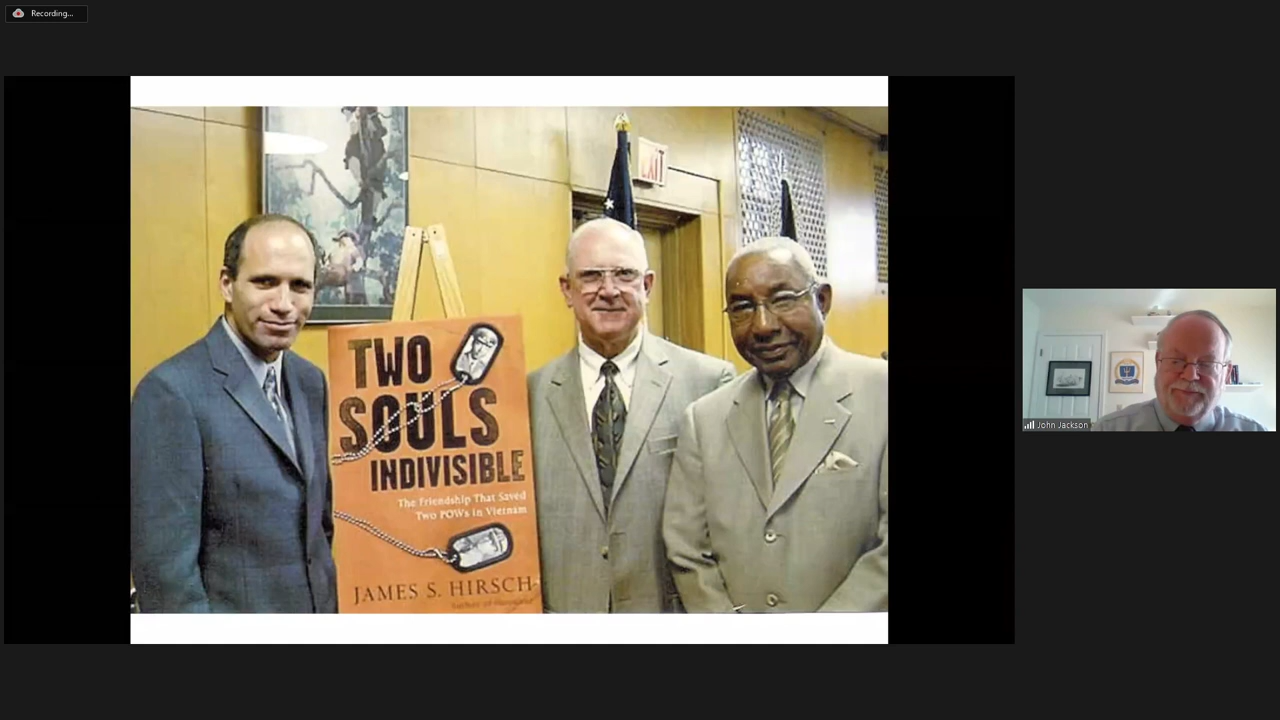 Recording...
EXIT
TWO
SOULS
INDIVISIBLE
The Friendship That Saved
Two POWs in Vietnam
JAMES S. HIRSCH
John Jackson